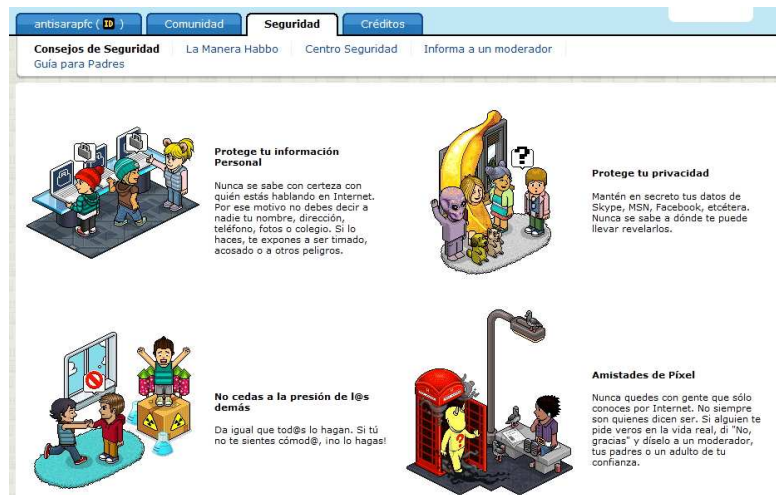 antisarapfc ( ID )
Comunidad
Seguridad
Créditos
Consejos de Seguridad
La Manera Habbo
Centro Seguridad
Informa a un moderador
Guía para Padres
Protege tu información
Personal
Nunca se sabe con certeza con
quién estás hablando en Internet.
Por ese motivo no debes decir a
nadie tu nombre, dirección,
teléfono, fotos o colegio. Si lo
haces, te expones a ser timado,
acosado o a otros peligros.
?
Protege tu privacidad
Mantén en secreto tus datos de
Skype, MSN, Facebook, etcétera.
Nunca se sabe a dónde te puede
llevar revelarlos.
No cedas a la presión de l@s
demás
Da igual que tod@s lo hagan. Si tú
no te sientes cómod@, ¡no lo hagas!
Amistades de Píxel
Nunca quedes con gente que sólo
conoces por Internet. No siempre
son quienes dicen ser. Si alguien te
pide veros en la vida real, di "No,
gracias" y díselo a un moderador,
tus padres o un adulto de tu
confianza.